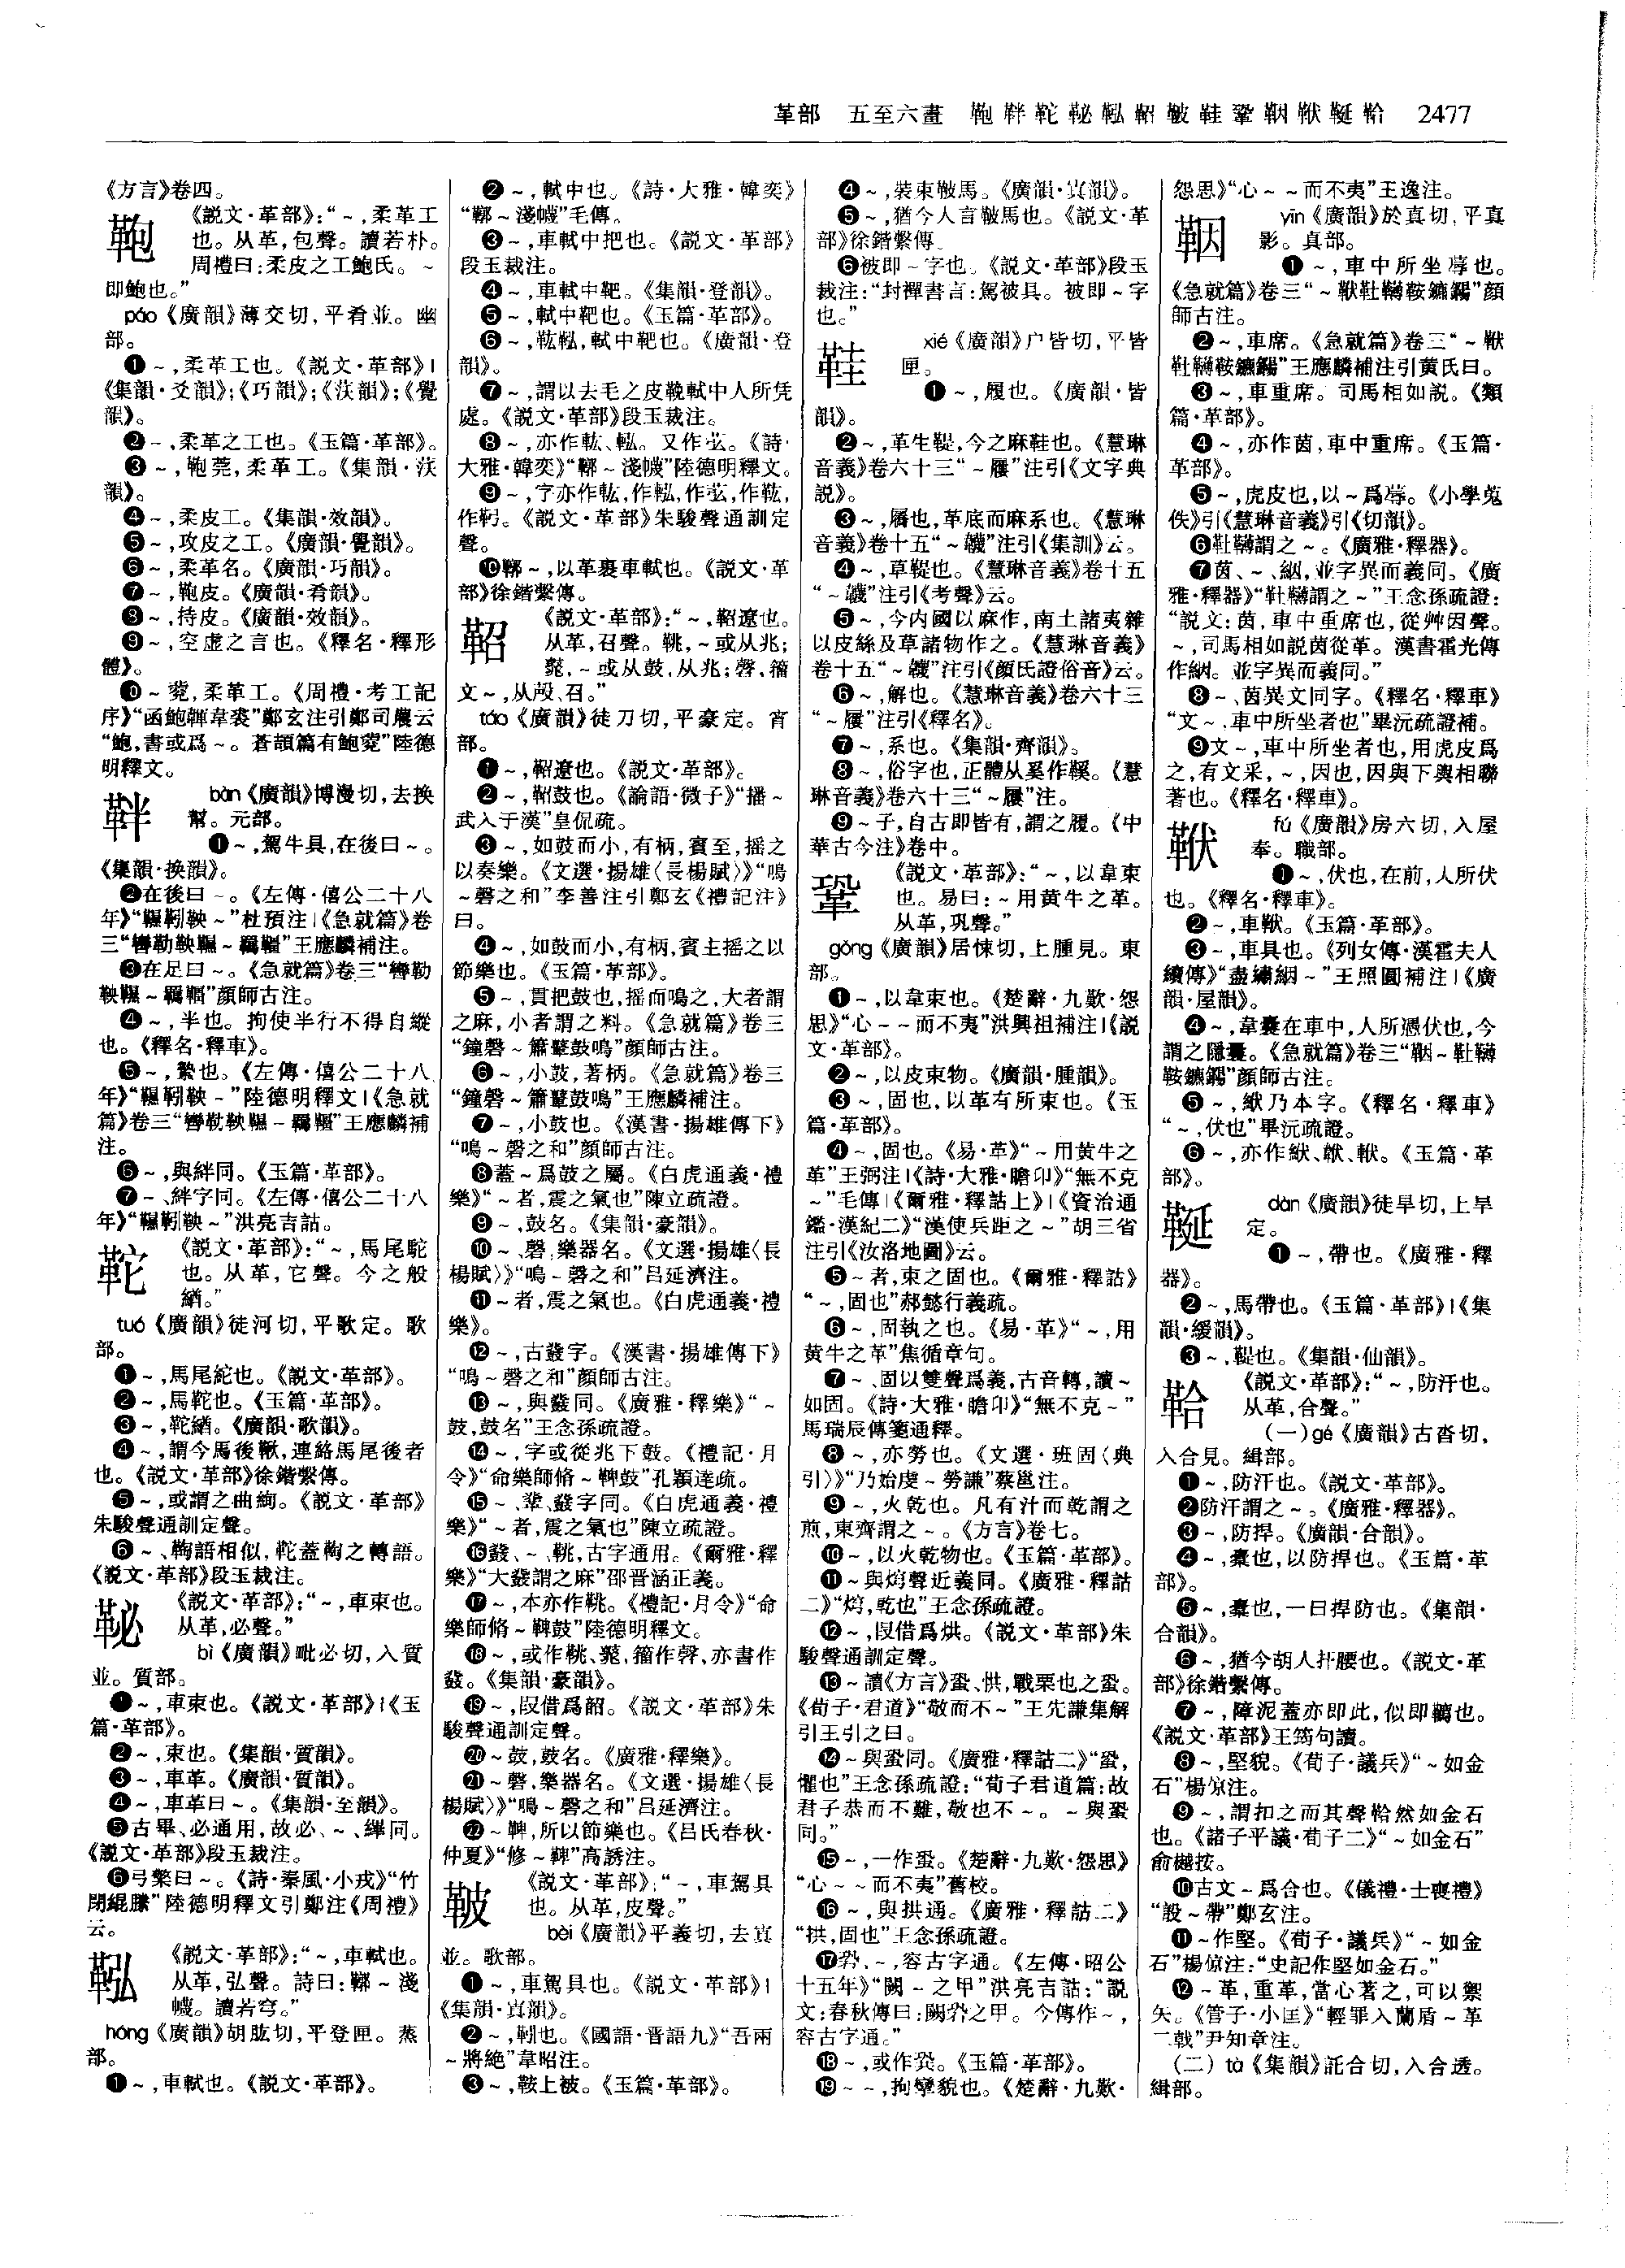 革部　五至六畫　鞄靽鞁鞑鞃鞀鞁鞋鞏鞇鞴鞓鞈　2477
《方言》卷四。
鞄
《説文·革部》：“～，柔革工
也。从革，包聲。讀若朴。
周禮曰：柔皮之工鮑氏。～
即鮑也。”
páo《廣韻》薄交切，平肴並。幽
部。
❶～，柔革工也。《説文·革部》|
《集韻·爻韻》；《巧韻》；《泆韻》；《覺
韻》。
❷～，柔革之工也。《玉篇·革部》。
❸～，鞄莞，柔革工。《集韻·泆
韻》。
❹～，柔皮工。《集韻·效韻》。
❺～，攻皮之工。《廣韻·覺韻》。
❻～，柔革名。《廣韻·巧韻》。
❼～，鞄皮。《廣韻·肴韻》。
❽～，持皮。《廣韻·效韻》。
❾～，空虛之言也。《釋名·釋形
體》。
❿～㼱，柔革工。《周禮·考工記
序》“函鮑韗韋裘”鄭玄注引鄭司農云
“鮑，書或爲～。蒼頡篇有鮑㼱”陸德
明釋文。
靽
bàn《廣韻》博漫切，去换
幫。元部。
❶～，駕牛具，在後曰～。
《集韻·换韻》。
❷在後曰～。《左傳·僖公二十八
年》“韅靷鞅～”杜預注|《急就篇》卷
三“轡勒鞅韅～羈韁”王應麟補注。
❸在足曰～。《急就篇》卷三“轡勒
鞅韅～羈韁”顔師古注。
❹～，半也。拘使半行不得自縱
也。《釋名·釋車》。
❺～，縶也。《左傳·僖公二十八
年》“韅靷鞅～”陸德明釋文|《急就
篇》卷三“轡勒鞅韅～羈韁”王應麟補
注。
❻～，與絆同。《玉篇·革部》。
❼～、絆字同。《左傳·僖公二十八
年》“韅靷鞅～”洪亮吉詁。
鞁
《説文·革部》：“～，馬尾駝
也。从革，它聲。今之般
緧。”
tuó《廣韻》徒河切，平歌定。歌
部。
❶～，馬尾紽也。《説文·革部》。
❷～，馬鞁也。《玉篇·革部》。
❸～，鞁緧。《廣韻·歌韻》。
❹～，謂今馬後鞦，連絡馬尾後者
也。《説文·革部》徐鍇繫傳。
❺～，或謂之曲綯。《説文·革部》
朱駿聲通訓定聲。
❻～、鞠語相似，鞁蓋鞠之轉語。
《説文·革部》段玉裁注。
䩛
《説文·革部》：“～，車束也。
从革，必聲。”
bì《廣韻》毗必切，入質
並。質部。
❶～，車束也。《説文·革部》|《玉
篇·革部》。
❷～，束也。《集韻·質韻》。
❸～，車革。《廣韻·質韻》。
❹～，車革曰～。《集韻·至韻》。
❺古畢、必通用，故必、～、縪同。
《説文·革部》段玉裁注。
❻弓檠曰～。《詩·秦風·小戎》“竹
閉緄縢”陸德明釋文引鄭注《周禮》
云。
鞃
《説文·革部》：“～，車軾也。
从革，弘聲。詩曰：鞹～淺
幭。讀若穹。”
hóng《廣韻》胡肱切，平登匣。蒸
部。
❶～，車軾也。《説文·革部》。
❷～，軾中也。《詩·大雅·韓奕》
“鞹～淺幭”毛傳。
❸～，車軾中把也。《説文·革部》
段玉裁注。
❹～，車軾中靶。《集韻·登韻》。
❺～，軾中靶也。《玉篇·革部》。
❻～，鞃鞃，軾中靶也。《廣韻·登
韻》。
❼～，謂以去毛之皮鞔軾中人所凭
處。《説文·革部》段玉裁注。
❽～，亦作䡌、軐。又作𢎞。《詩·
大雅·韓奕》“鞹～淺幭”陸德明釋文。
❾～，字亦作䡌，作軐，作𢎞，作鞃，
作靷。《説文·革部》朱駿聲通訓定
聲。
❿鞹～，以革裹車軾也。《説文·革
部》徐鍇繫傳。
鞀
《説文·革部》：“～，鞀遼也。
从革，召聲。鞉，～或从兆；
鼗，～或从鼓，从兆；磬，籀
文～，从殸、召。”
táo《廣韻》徒刀切，平豪定。宵
部。
❶～，鞀遼也。《説文·革部》。
❷～，鞀鼓也。《論語·微子》“播～
武入于漢”皇侃疏。
❸～，如鼓而小，有柄，賓至，摇之
以奏樂。《文選·揚雄〈長楊賦〉》“鳴
～磬之和”李善注引鄭玄《禮記注》
曰。
❹～，如鼓而小，有柄，賓主摇之以
節樂也。《玉篇·革部》。
❺～，貫把鼓也，摇而鳴之，大者謂
之麻，小者謂之料。《急就篇》卷三
“鐘磬～簫鼙鼓鳴”顔師古注。
❻～，小鼓，著柄。《急就篇》卷三
“鐘磬～簫鼙鼓鳴”王應麟補注。
❼～，小鼓也。《漢書·揚雄傳下》
“鳴～磬之和”顔師古注。
❽蓋～爲鼓之屬。《白虎通義·禮
樂》“～者，震之氣也”陳立疏證。
❾～，鼓名。《集韻·豪韻》。
❿～、磬，樂器名。《文選·揚雄〈長
楊賦〉》“鳴～磬之和”吕延濟注。
⓫～者，震之氣也。《白虎通義·禮
樂》。
⓬～，古鼗字。《漢書·揚雄傳下》
“鳴～磬之和”顔師古注。
⓭～，與鼗同。《廣雅·釋樂》“～
鼓，鼓名”王念孫疏證。
⓮～，字或從兆下鼓。《禮記·月
令》“命樂師脩～鞞鼓”孔穎達疏。
⓯～、鞷、鼗字同。《白虎通義·禮
樂》“～者，震之氣也”陳立疏證。
⓰鼗、～、鞉，古字通用。《爾雅·釋
樂》“大鼗謂之麻”邵晉涵正義。
⓱～，本亦作鞉。《禮記·月令》“命
樂師脩～鞞鼓”陸德明釋文。
⓲～，或作鞉、鼗，籀作磬，亦書作
鼗。《集韻·豪韻》。
⓳～，叚借爲韶。《説文·革部》朱
駿聲通訓定聲。
⓴～鼓，鼓名。《廣雅·釋樂》。
㉑～磬，樂器名。《文選·揚雄〈長
楊賦〉》“鳴～磬之和”吕延濟注。
㉒～鞞，所以節樂也。《吕氏春秋·
仲夏》“修～鞞”高誘注。
鞁
《説文·革部》：“～，車駕具
也。从革，皮聲。”
bèi《廣韻》平義切，去寘
並。歌部。
❶～，車駕具也。《説文·革部》|
《集韻·寘韻》。
❷～，靷也。《國語·晋語九》“吾兩
～將絶”韋昭注。
❸～，鞍上被。《玉篇·革部》。
❹～，裝束鞁馬。《廣韻·寘韻》。
❺～，猶今人言鞁馬也。《説文·革
部》徐鍇繫傳。
❻被即～字也。《説文·革部》段玉
裁注：“封禪書言：駕被具。被即～字
也。”
鞋
xié《廣韻》户皆切，平皆
匣。
❶～，履也。《廣韻·皆
韻》。
❷～，革生鞮，今之麻鞋也。《慧琳
音義》卷六十三“～屨”注引《文字典
説》。
❸～，屬也，革底而麻系也。《慧琳
音義》卷十五“～韈”注引《集訓》云。
❹～，草鞮也。《慧琳音義》卷十五
“～韈”注引《考聲》云。
❺～，今内國以麻作，南土諸夷雜
以皮絲及草諸物作之。《慧琳音義》
卷十五“～韈”注引《顔氏證俗音》云。
❻～，解也。《慧琳音義》卷六十三
“～屨”注引《釋名》。
❼～，系也。《集韻·齊韻》。
❽～，俗字也，正體从奚作鞵。《慧
琳音義》卷六十三“～屨”注。
❾～子，自古即皆有，謂之履。《中
華古今注》卷中。
鞏
《説文·革部》：“～，以韋束
也。易曰：～用黄牛之革。
从革，巩聲。”
gǒng《廣韻》居悚切，上腫見。東
部。
❶～，以韋束也。《楚辭·九歎·怨
思》“心～～而不夷”洪興祖補注|《説
文·革部》。
❷～，以皮束物。《廣韻·腫韻》。
❸～，固也，以革有所束也。《玉
篇·革部》。
❹～，固也。《易·革》“～用黄牛之
革”王弼注|《詩·大雅·瞻卬》“無不克
～”毛傳|《爾雅·釋詁上》|《資治通
鑑·漢紀二》“漢使兵距之～”胡三省
注引《汝洛地圖》云。
❺～者，束之固也。《爾雅·釋詁》
“～，固也”郝懿行義疏。
❻～，固執之也。《易·革》“～，用
黄牛之革”焦循章句。
❼～、固以雙聲爲義，古音轉，讀～
如固。《詩·大雅·瞻卬》“無不克～”
馬瑞辰傳箋通釋。
❽～，亦勞也。《文選·班固〈典
引〉》“乃始虔～勞謙”蔡邕注。
❾～，火乾也。凡有汁而乾謂之
煎，東齊謂之～。《方言》卷七。
❿～，以火乾物也。《玉篇·革部》。
⓫～與焪聲近義同。《廣雅·釋詁
二》“焪，乾也”王念孫疏證。
⓬～，叚借爲烘。《説文·革部》朱
駿聲通訓定聲。
⓭～讀《方言》蛩、㤨，戰栗也之蛩。
《荀子·君道》“敬而不～”王先謙集解
引王引之曰。
⓮～與蛩同。《廣雅·釋詁二》“蛩，
懼也”王念孫疏證：“荀子君道篇：故
君子恭而不難，敬也不～。～與蛩
同。”
⓯～，一作蛩。《楚辭·九歎·怨思》
“心～～而不夷”舊校。
⓰～，與拱通。《廣雅·釋詁二》
“拱，固也”王念孫疏證。
⓱㧬、～，容古字通。《左傳·昭公
十五年》“闕～之甲”洪亮吉詁：“説
文：春秋傳曰：闕㧬之甲。今傳作～，
容古字通。”
⓲～，或作㼦。《玉篇·革部》。
⓳～～，拘攣貌也。《楚辭·九歎·
怨思》“心～～而不夷”王逸注。
鞇
yīn《廣韻》於真切，平真
影。真部。
❶～，車中所坐蓐也。
《急就篇》卷三“～靯䩉鞍鑣鐊”顔
師古注。
❷～，車席。《急就篇》卷三“～鞴
靯䩉鞍鑣鐊”王應麟補注引黄氏曰。
❸～，車重席。司馬相如説。《類
篇·革部》。
❹～，亦作茵，車中重席。《玉篇·
革部》。
❺～，虎皮也，以～爲蓐。《小學蒐
佚》引《慧琳音義》引《切韻》。
❻靯䩉謂之～。《廣雅·釋器》。
❼茵、～、絪，並字異而義同。《廣
雅·釋器》“靯䩉謂之～”王念孫疏證：
“説文：茵，車中重席也，從艸因聲。
～，司馬相如説茵從革。漢書霍光傳
作絪。並字異而義同。”
❽～、茵異文同字。《釋名·釋車》
“文～，車中所坐者也”畢沅疏證補。
❾文～，車中所坐者也，用虎皮爲
之，有文采，～，因也，因與下輿相聯
著也。《釋名·釋車》。
䩠
fú《廣韻》房六切，入屋
奉。職部。
❶～，伏也，在前，人所伏
也。《釋名·釋車》。
❷～，車䩠。《玉篇·革部》。
❸～，車具也。《列女傳·漢霍夫人
續傳》“盡繡絪～”王照圓補注|《廣
韻·屋韻》。
❹～，韋囊在車中，人所憑伏也，今
謂之隱囊。《急就篇》卷三“鞇～靯䩉
鞍鑣鐊”顔師古注。
❺～，紱乃本字。《釋名·釋車》
“～，伏也”畢沅疏證。
❻～，亦作紱、㚕、軷。《玉篇·革
部》。
鋋
dàn《廣韻》徒旱切，上旱
定。
❶～，帶也。《廣雅·釋
器》。
❷～，馬帶也。《玉篇·革部》|《集
韻·緩韻》。
❸～，鞮也。《集韻·仙韻》。
鞈
《説文·革部》：“～，防汗也。
从革，合聲。”
（一）gé《廣韻》古沓切，
入合見。緝部。
❶～，防汗也。《説文·革部》。
❷防汗謂之～。《廣雅·釋器》。
❸～，防捍。《廣韻·合韻》。
❹～，橐也，以防捍也。《玉篇·革
部》。
❺～，橐也，一曰捍防也。《集韻·
合韻》。
❻～，猶今胡人扞腰也。《説文·革
部》徐鍇繫傳。
❼～，障泥蓋亦即此，似即韉也。
《説文·革部》王筠句讀。
❽～，堅貌。《荀子·議兵》“～如金
石”楊倞注。
❾～，謂扣之而其聲鞈然如金石
也。《諸子平議·荀子二》“～如金石”
俞樾按。
❿古文～爲合也。《儀禮·士喪禮》
“設～帶”鄭玄注。
⓫～作堅。《荀子·議兵》“～如金
石”楊倞注：“史記作堅如金石。”
⓬～革，重革，當心著之，可以禦
矢。《管子·小匡》“輕罪入蘭盾～革
二戟”尹知章注。
（二）tà《集韻》託合切，入合透。
緝部。